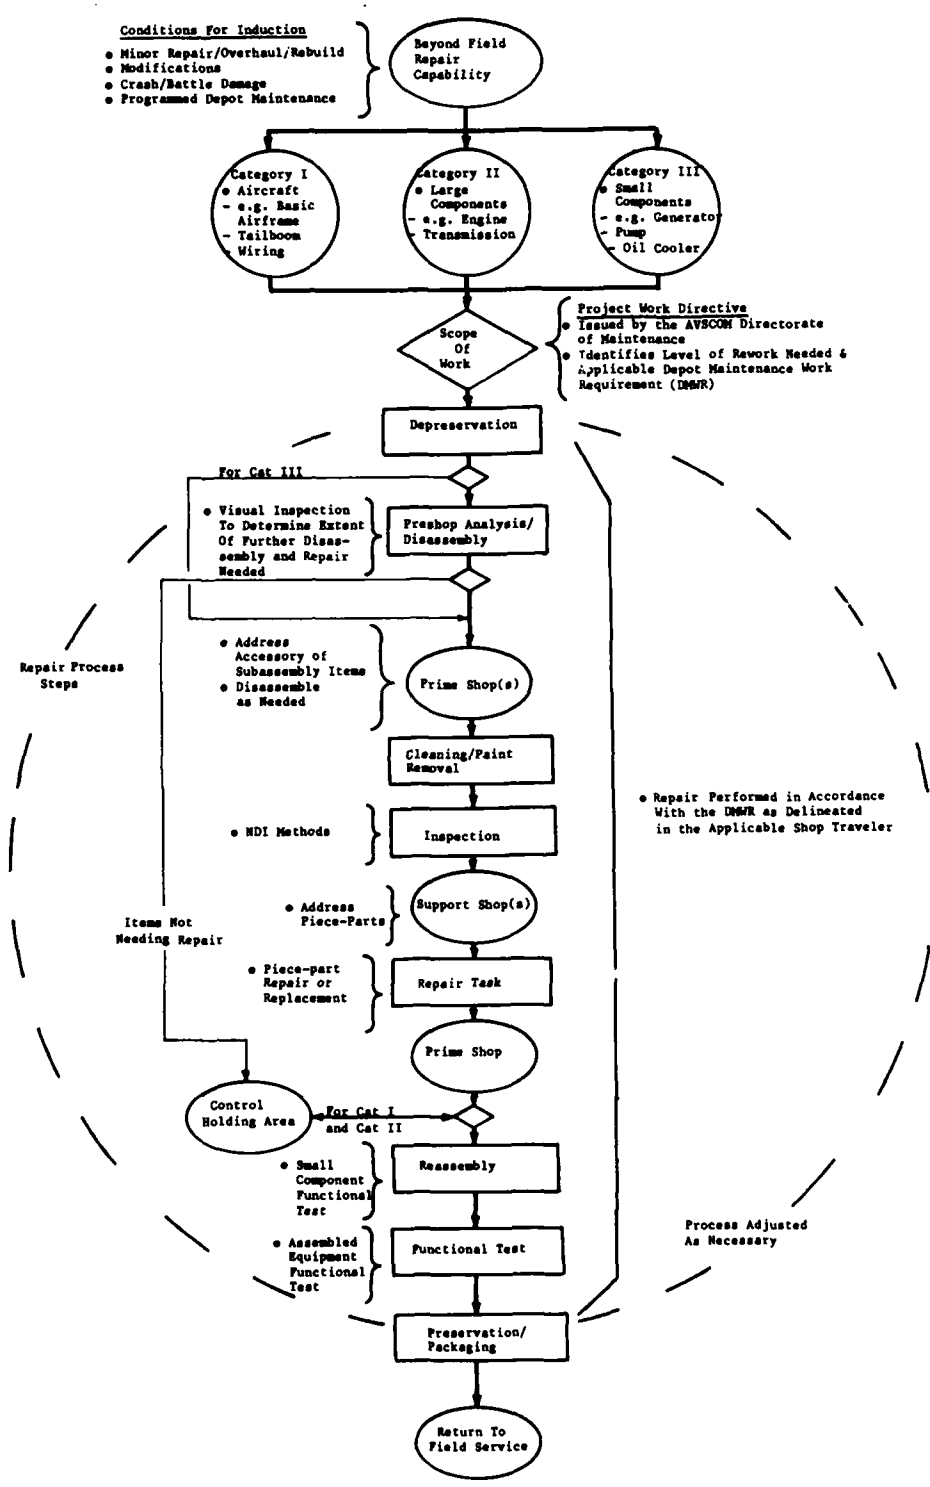 Conditions For Induction
● Minor Repair/Overhaul/Rebuild
● Modifications
● Crash/Battle Damage
● Programmed Depot Maintenance
Beyond Field
Repair
Capability
Category I
● Aircraft
- e.g. Basic
Airframe
- Tailboom
- Wiring
Category II
● Large
Components
- e.g. Engine
- Transmission
Category III
● Small
Components
- e.g. Generator
- Pump
- Oil Cooler
Scope
Of
Work
Project Work Directive
● Issued by the AVSCOM Directorate
of Maintenance
● Identifies Level of Rework Needed &
Applicable Depot Maintenance Work
Requirement (DMWR)
Depreservation
For Cat III
● Visual Inspection
To Determine Extent
Of Further Disas-
sembly and Repair
Needed
Preshop Analysis/
Disassembly
Repair Process
Steps
● Address
Accessory of
Subassembly Items
● Disassemble
as Needed
Prime Shop(s)
Cleaning/Paint
Removal
● Repair Performed in Accordance
With the DMWR as Delineated
in the Applicable Shop Traveler
● NDI Methods
Inspection
● Address
Piece-Parts
Support Shop(s)
Items Not
Needing Repair
● Piece-part
Repair or
Replacement
Repair Task
Prime Shop
Control
Holding Area
For Cat I
and Cat II
● Small
Component
Functional
Test
Reassembly
Process Adjusted
As Necessary
● Assembled
Equipment
Functional
Test
Functional Test
Preservation/
Packaging
Return To
Field Service